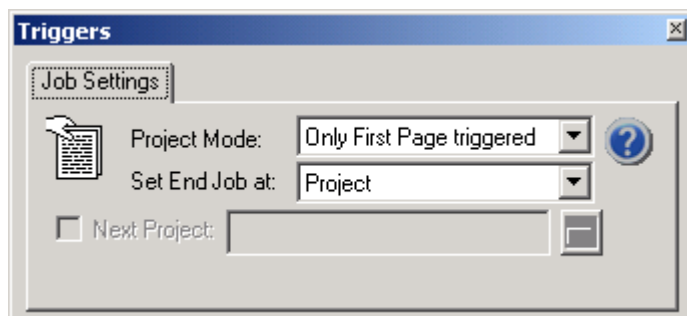 Triggers
Job Settings
Project Mode: Only First Page triggered
Set End Job at: Project
Next Project: